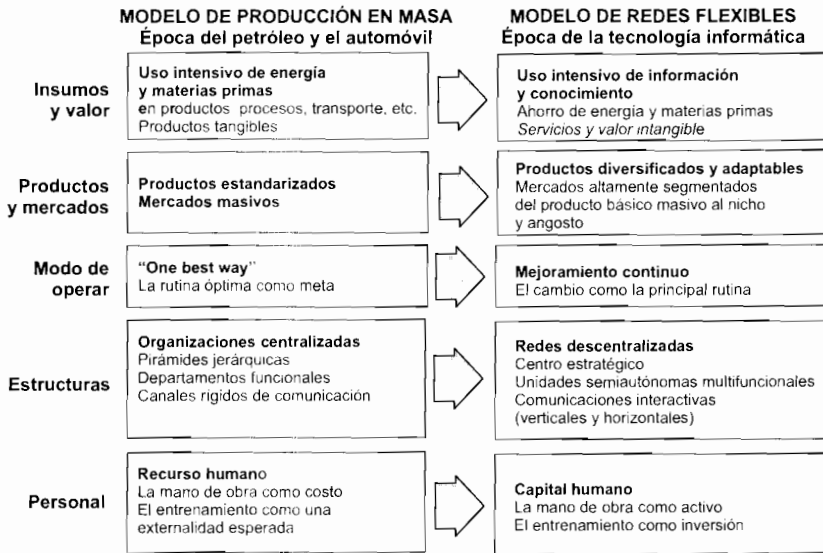 MODELO DE PRODUCCIÓN EN MASA
Época del petróleo y el automóvil
MODELO DE REDES FLEXIBLES
Época de la tecnología informática
Insumos
y valor
Uso intensivo de energía
y materias primas
en productos procesos, transporte, etc.
Productos tangibles
Uso intensivo de información
y conocimiento
Ahorro de energía y materias primas
Servicios y valor intangible
Productos
y mercados
Productos estandarizados
Mercados masivos
Productos diversificados y adaptables
Mercados altamente segmentados
del producto básico masivo al nicho
y angosto
Modo de
operar
“One best way”
La rutina óptima como meta
Mejoramiento continuo
El cambio como la principal rutina
Estructuras
Organizaciones centralizadas
Pirámides jerárquicas
Departamentos funcionales
Canales rígidos de comunicación
Redes descentralizadas
Centro estratégico
Unidades semiautónomas multifuncionales
Comunicaciones interactivas
(verticales y horizontales)
Personal
Recurso humano
La mano de obra como costo
El entrenamiento como una
externalidad esperada
Capital humano
La mano de obra como activo
El entrenamiento como inversión